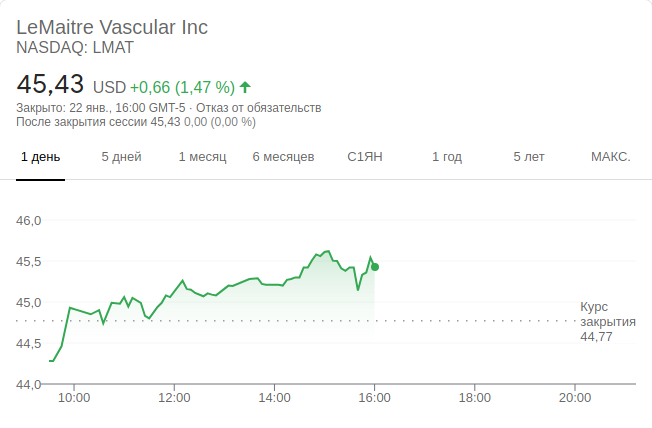 LeMaitre Vascular Inc
NASDAQ: LMAT
45,43 USD +0,66 (1,47 %)
Закрыто: 22 янв., 16:00 GMT-5 · Отказ от обязательств
После закрытия сессии 45,43 0,00 (0,00 %)
1 день 5 дней 1 месяц 6 месяцев С1ЯН 1 год 5 лет МАКС.
46,0
45,5
45,0
Курс
закрытия
44,77
44,5
44,0
10:00 12:00 14:00 16:00 18:00 20:00